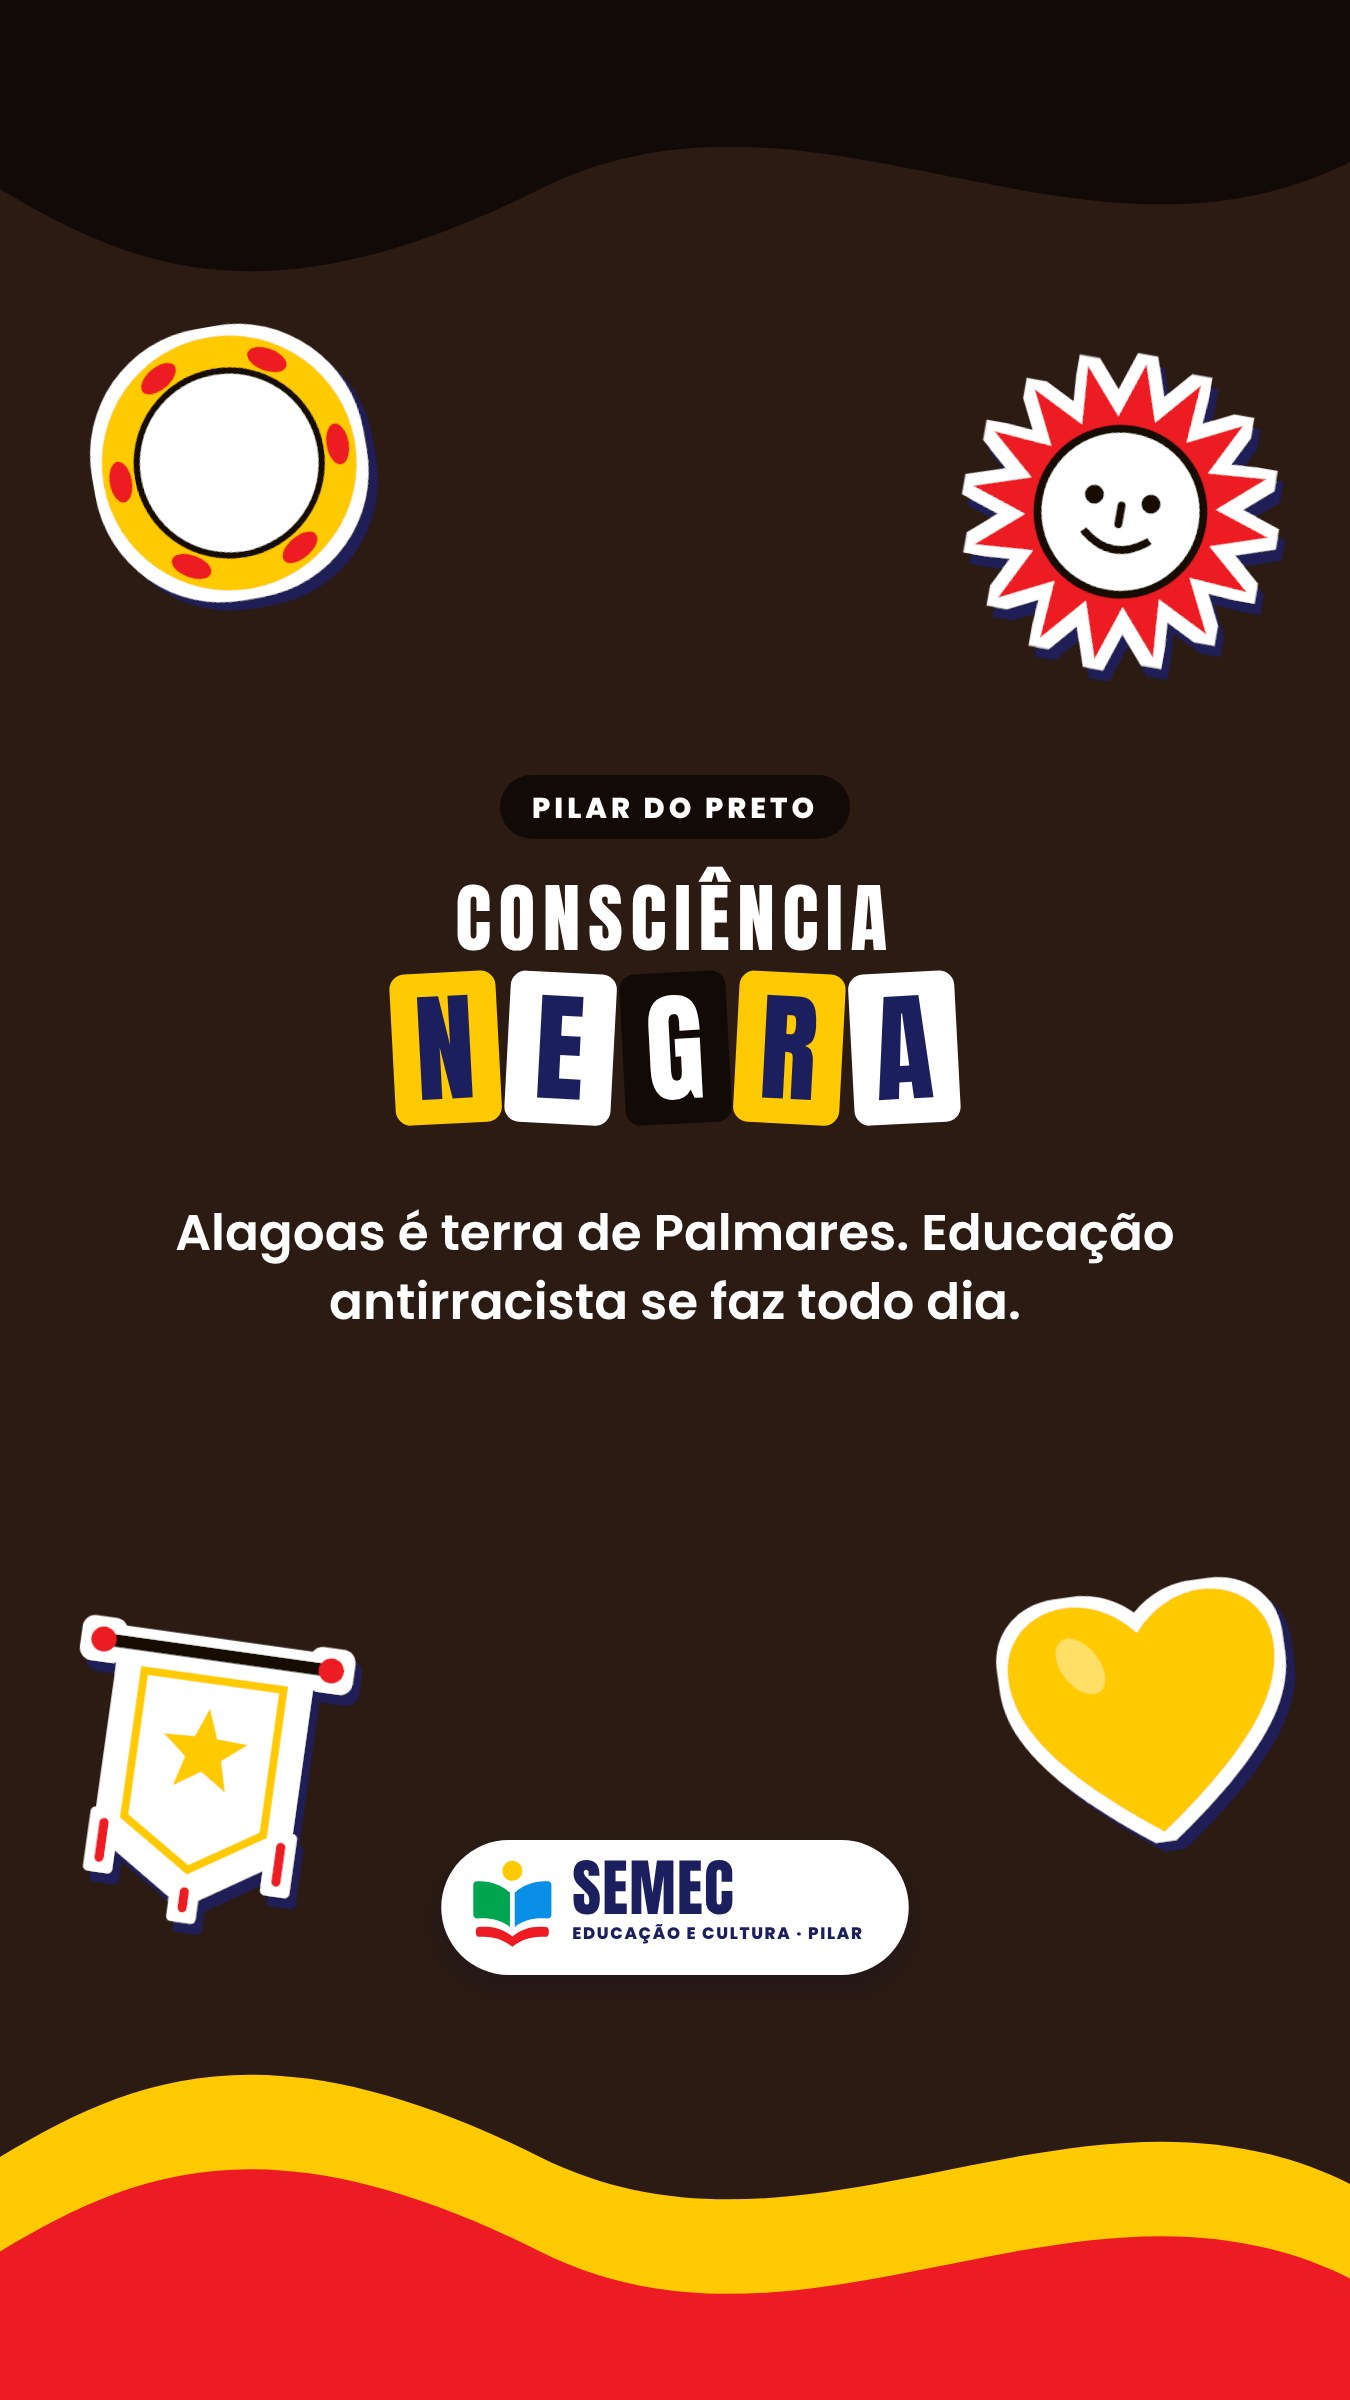 PILAR DO PRETO
CONSCIÊNCIA
NEGRA
Alagoas é terra de Palmares. Educação
antirracista se faz todo dia.
SEMEC
EDUCAÇÃO E CULTURA · PILAR